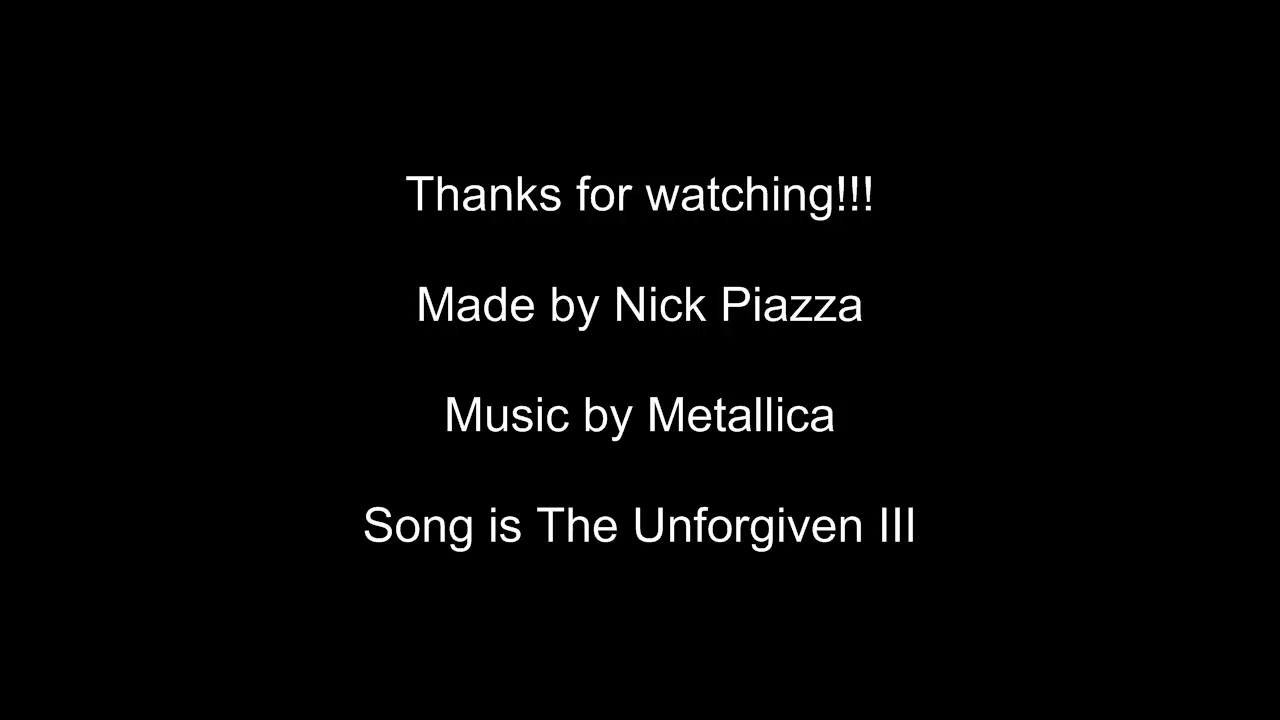 Thanks for watching!!!
Made by Nick Piazza
Music by Metallica
Song is The Unforgiven III